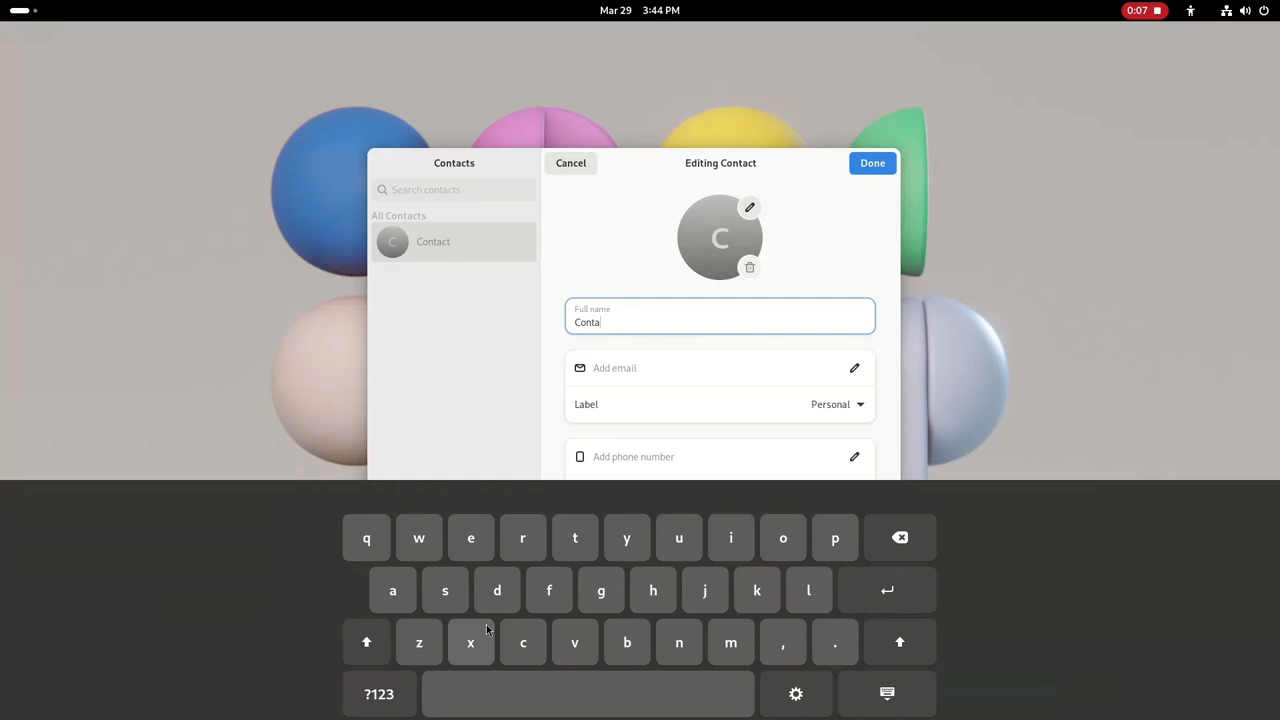 Mar 29 3:44 PM
0:07
Contacts
Cancel
Editing Contact
Done
Search contacts
All Contacts
C
Contact
C
Full name
Conta
Add email
Label
Personal
Add phone number
q w e r t y u i o p
a s d f g h j k l
z x c v b n m , .
?123